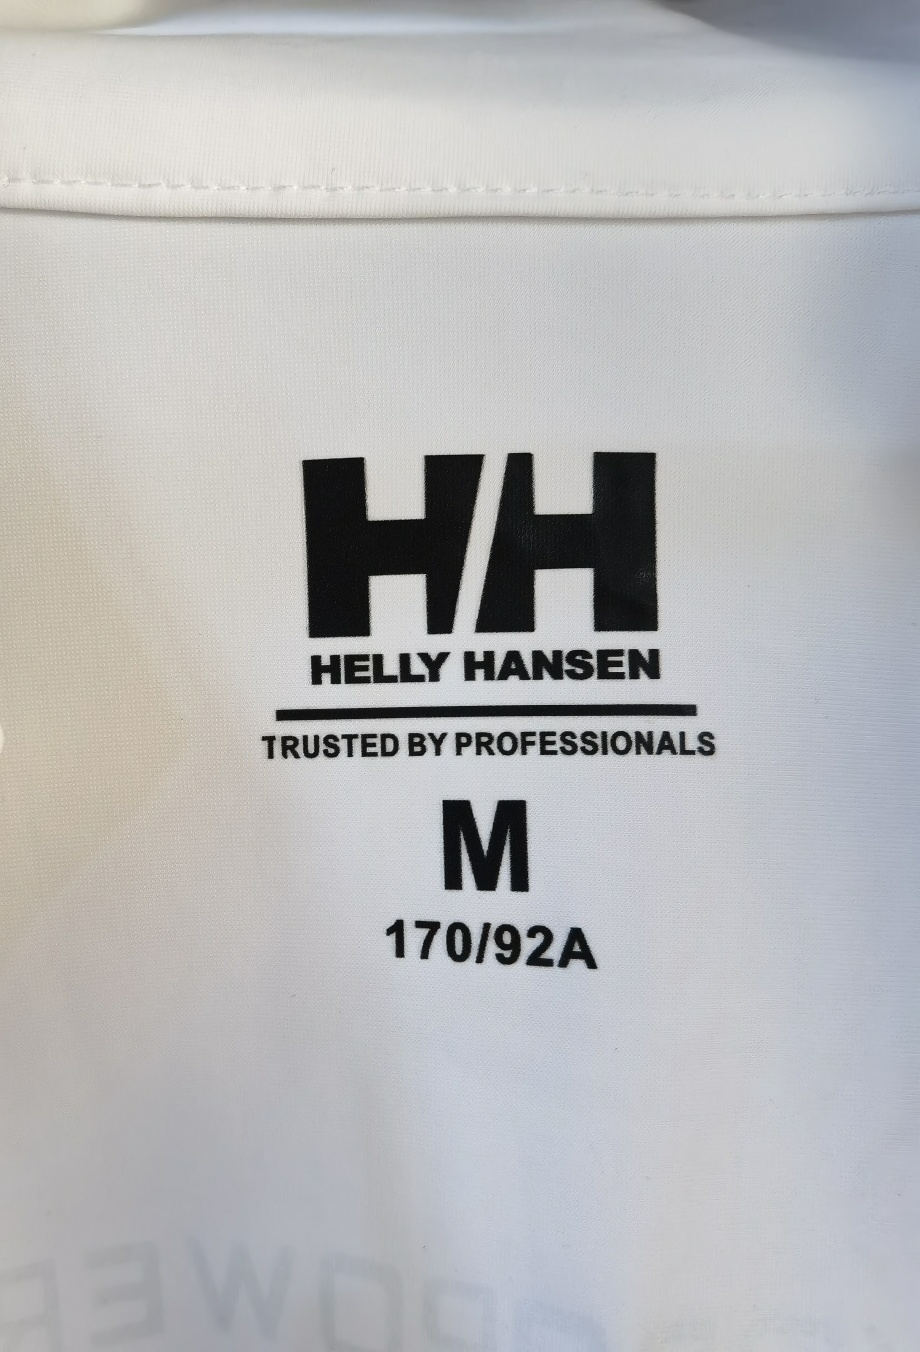 HH
HELLY HANSEN
TRUSTED BY PROFESSIONALS
M
170/92A